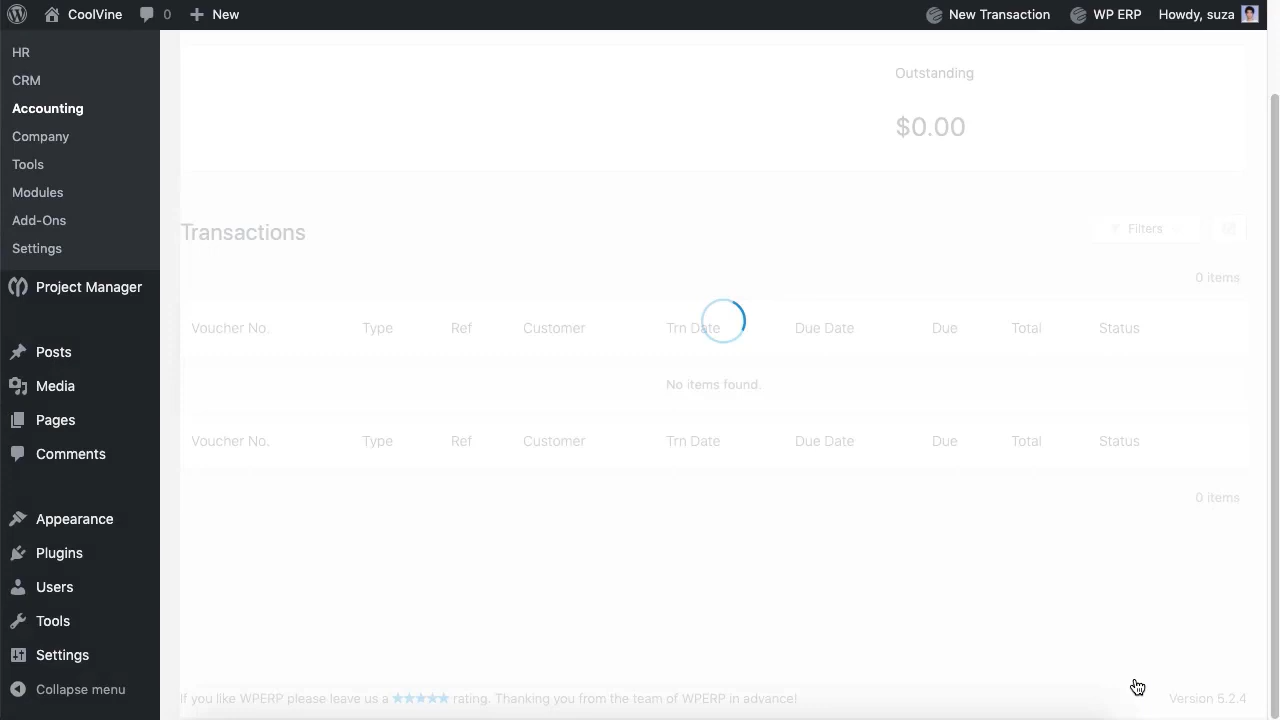 CoolVine 0 New New Transaction WP ERP Howdy, suza
HR
CRM
Accounting
Company
Tools
Modules
Add-Ons
Settings
Project Manager
Posts
Media
Pages
Comments
Appearance
Plugins
Users
Tools
Settings
Collapse menu
Outstanding
$0.00
Transactions
Filters
0 items
Voucher No. Type Ref Customer Trn Date Due Date Due Total Status
No items found.
Voucher No. Type Ref Customer Trn Date Due Date Due Total Status
0 items
If you like WPERP please leave us a ★★★★★ rating. Thanking you from the team of WPERP in advance!
Version 5.2.4